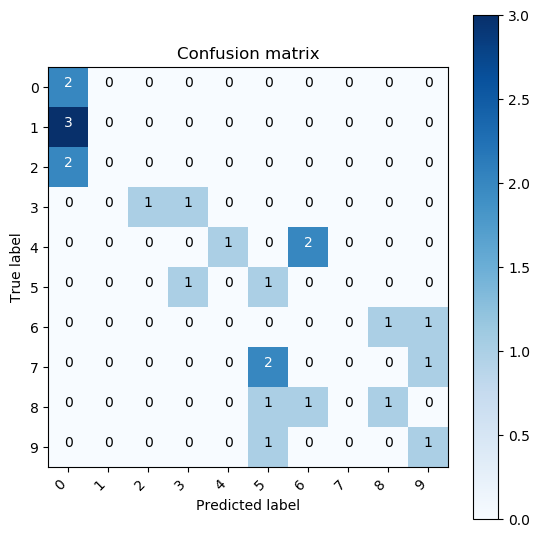 Confusion matrix
0 2 0 0 0 0 0 0 0 0 0
1 3 0 0 0 0 0 0 0 0 0
2 2 0 0 0 0 0 0 0 0 0
3 0 0 1 1 0 0 0 0 0 0
4 0 0 0 0 1 0 2 0 0 0
5 0 0 0 1 0 1 0 0 0 0
6 0 0 0 0 0 0 0 0 1 1
7 0 0 0 0 0 2 0 0 0 1
8 0 0 0 0 0 1 1 0 1 0
9 0 0 0 0 0 1 0 0 0 1
0 1 2 3 4 5 6 7 8 9
True label
Predicted label
3.0
2.5
2.0
1.5
1.0
0.5
0.0